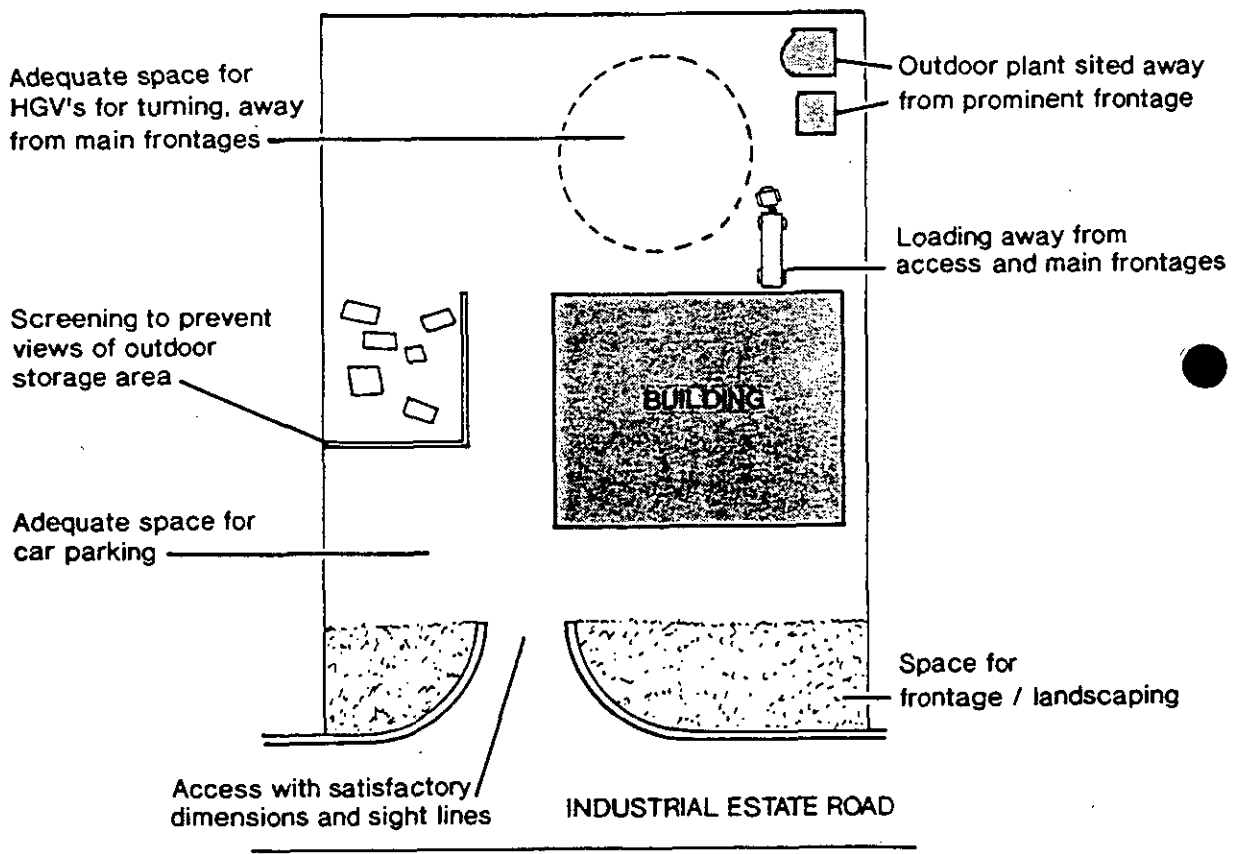 Adequate space for
HGV's for turning, away
from main frontages
Outdoor plant sited away
from prominent frontage
Loading away from
access and main frontages
Screening to prevent
views of outdoor
storage area
BUILDING
Adequate space for
car parking
Space for
frontage / landscaping
Access with satisfactory
dimensions and sight lines
INDUSTRIAL ESTATE ROAD